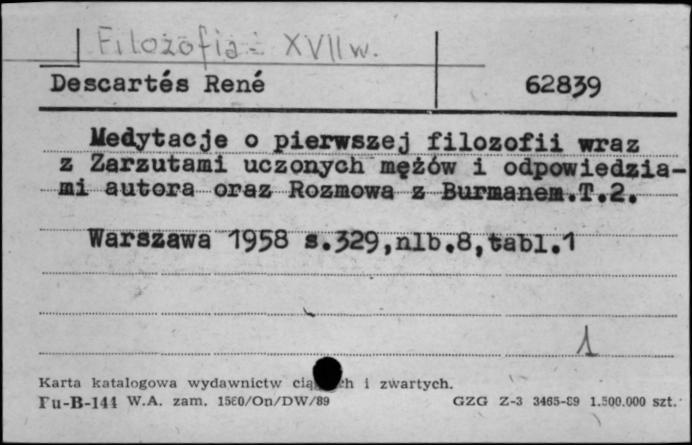 Filozofia - XVII w.
Descartés René 62839
Medytacje o pierwszej filozofii wraz
z Zarzutami uczonych mężów i odpowiedzia-
mi autora oraz Rozmowa z Burmanem.T.2.
Warszawa 1958 s.329,nlb.8,tabl.1
1
Karta katalogowa wydawnictw i zwartych.
Pu-B-144 W.A. zam. 1560/On/DW/89 GZG Z-3 3465-89 1.500.000 szt.